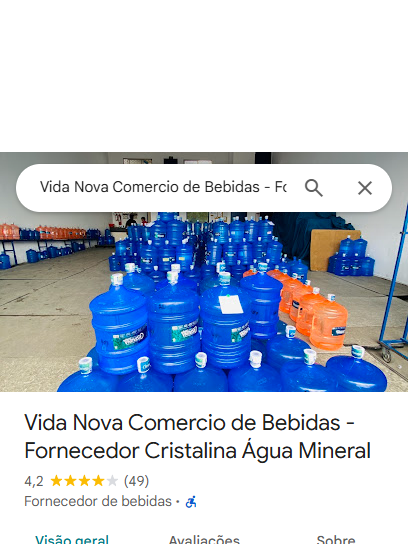 Vida Nova Comercio de Bebidas - Fo
Vida Nova Comercio de Bebidas -
Fornecedor Cristalina Água Mineral
4,2 ★★★★★ (49)
Fornecedor de bebidas ·
Visão geral
Avaliações
Sobre